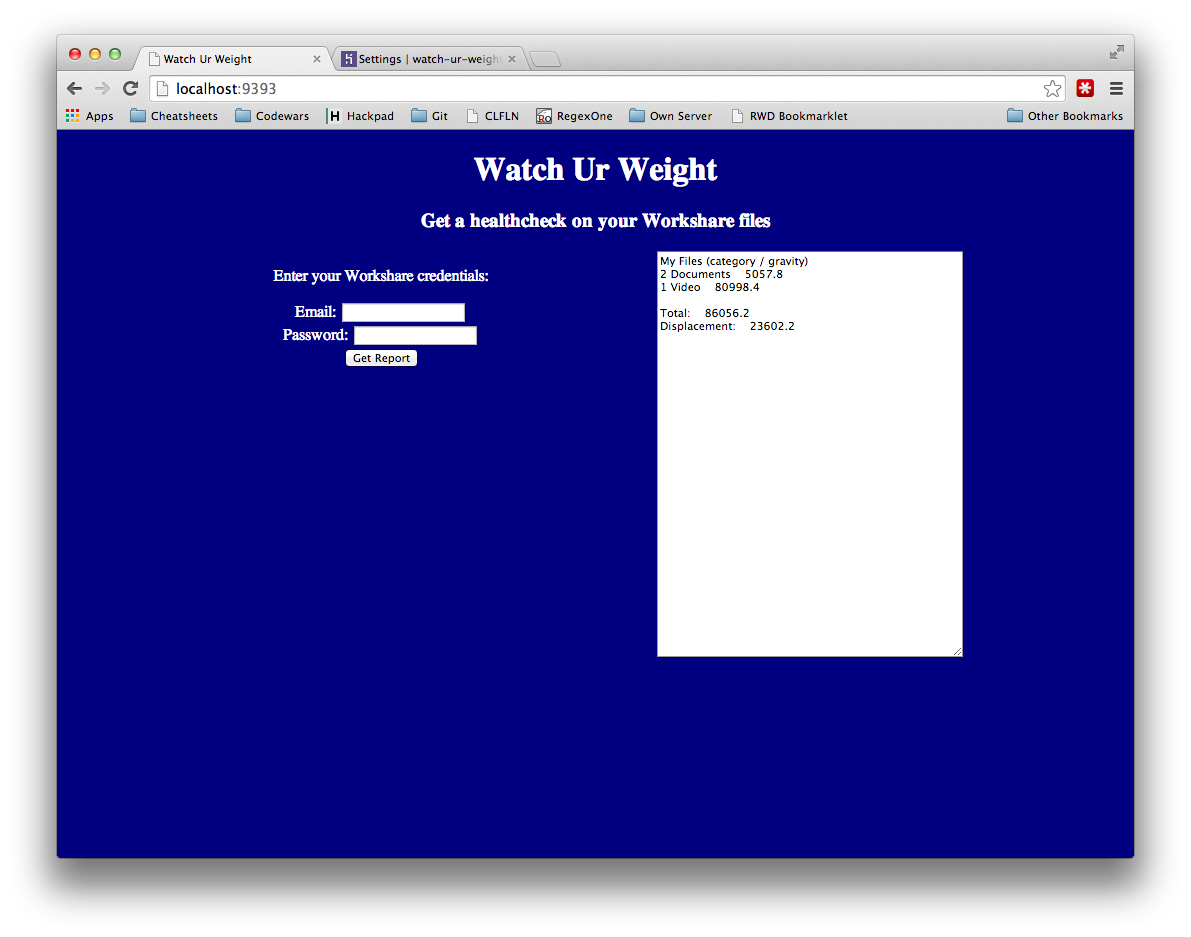 Watch Ur Weight
Settings | watch-ur-weigh
localhost:9393
Apps Cheatsheets Codewars H Hackpad Git CLFLN RegexOne Own Server RWD Bookmarklet Other Bookmarks
Watch Ur Weight
Get a healthcheck on your Workshare files
Enter your Workshare credentials:
Email:
Password:
Get Report
My Files (category / gravity)
2 Documents 5057.8
1 Video 80998.4
Total: 86056.2
Displacement: 23602.2